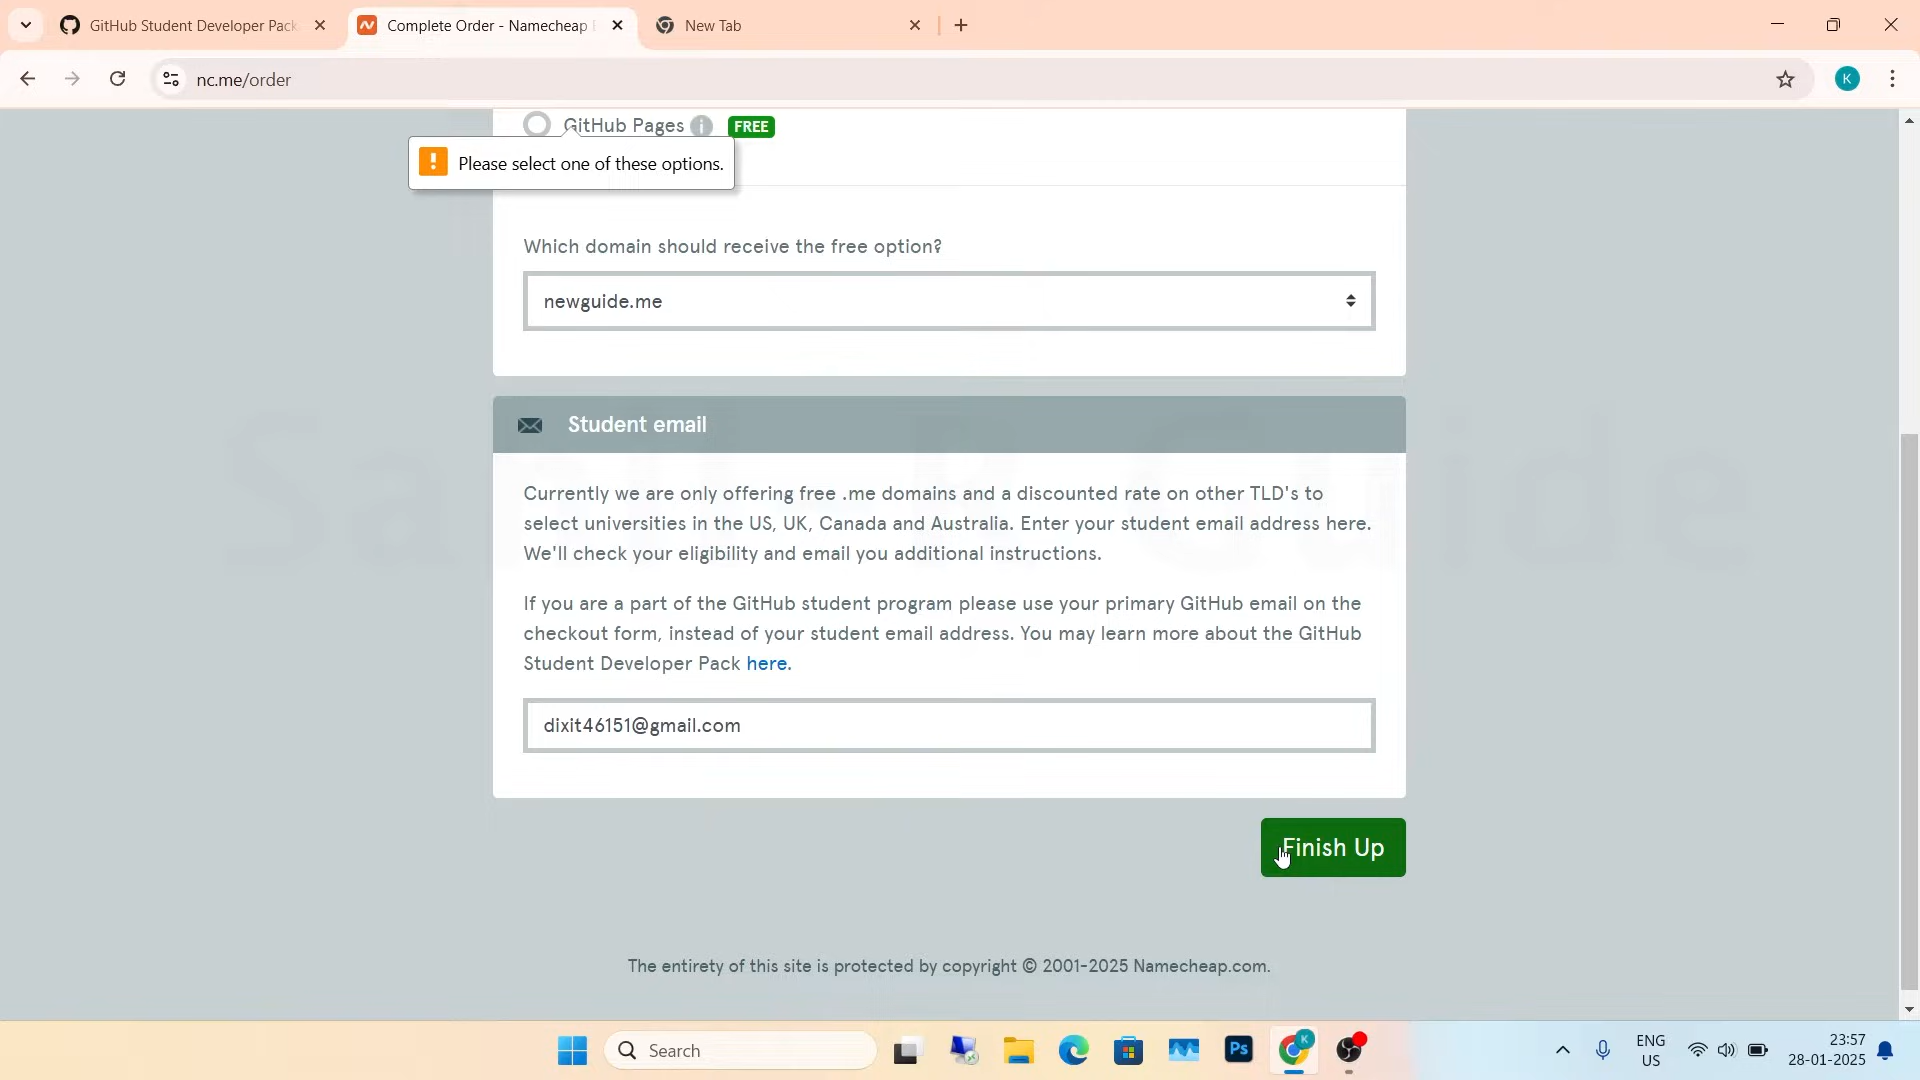 GitHub Student Developer Pack
Complete Order - Namecheap
New Tab
nc.me/order
K
GitHub Pages i FREE
! Please select one of these options.
Which domain should receive the free option?
newguide.me
Student email
Currently we are only offering free .me domains and a discounted rate on other TLD's to
select universities in the US, UK, Canada and Australia. Enter your student email address here.
We'll check your eligibility and email you additional instructions.
If you are a part of the GitHub student program please use your primary GitHub email on the
checkout form, instead of your student email address. You may learn more about the GitHub
Student Developer Pack here.
dixit46151@gmail.com
Finish Up
The entirety of this site is protected by copyright © 2001-2025 Namecheap.com.
Search
Ps
K
ENG
US
23:57
28-01-2025